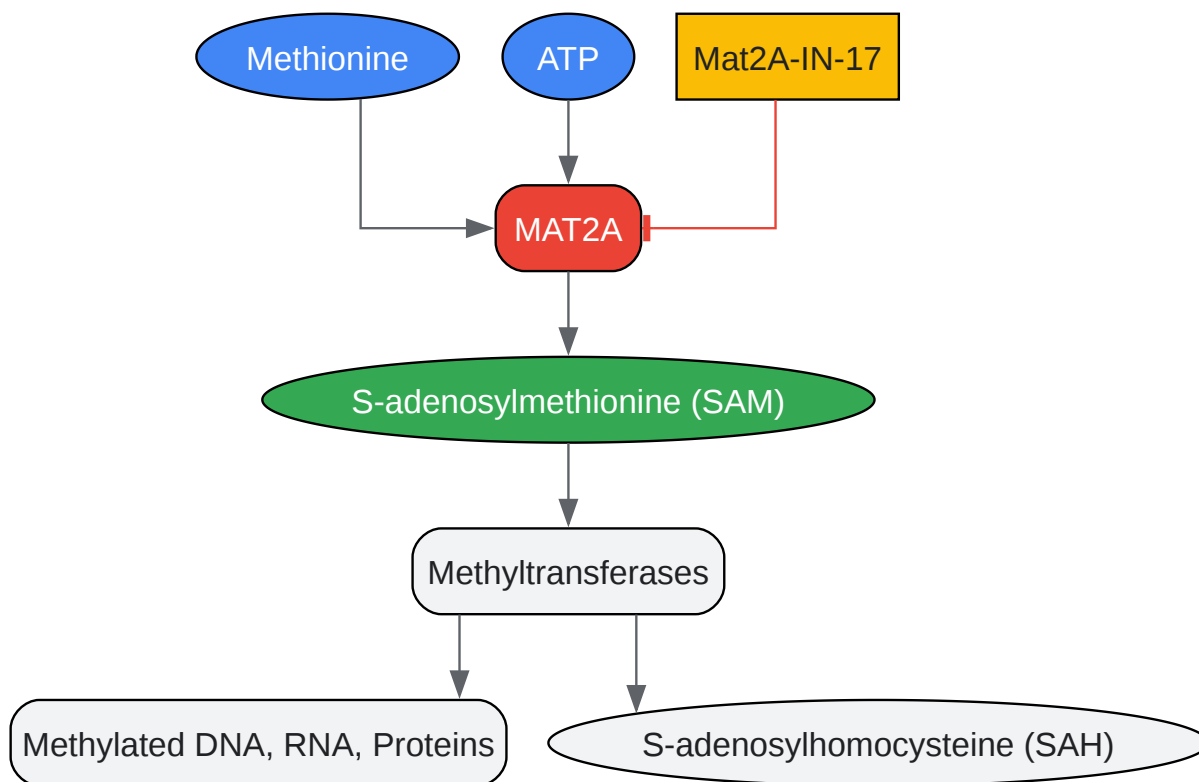 Methionine
ATP
Mat2A-IN-17
MAT2A
S-adenosylmethionine (SAM)
Methyltransferases
Methylated DNA, RNA, Proteins
S-adenosylhomocysteine (SAH)